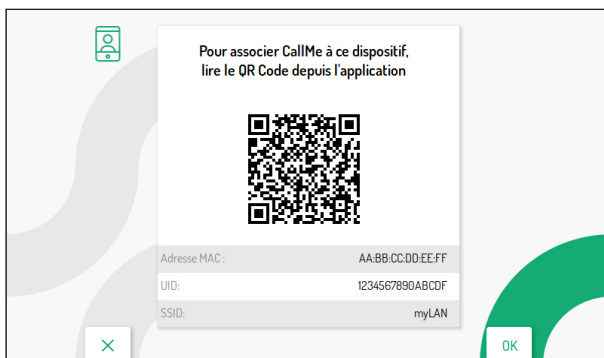 Pour associer CallMe à ce dispositif,
lire le QR Code depuis l'application
Adresse MAC : AA:BB:CC:DD:EE:FF
UID: 1234567890ABCDF
SSID: myLAN
OK